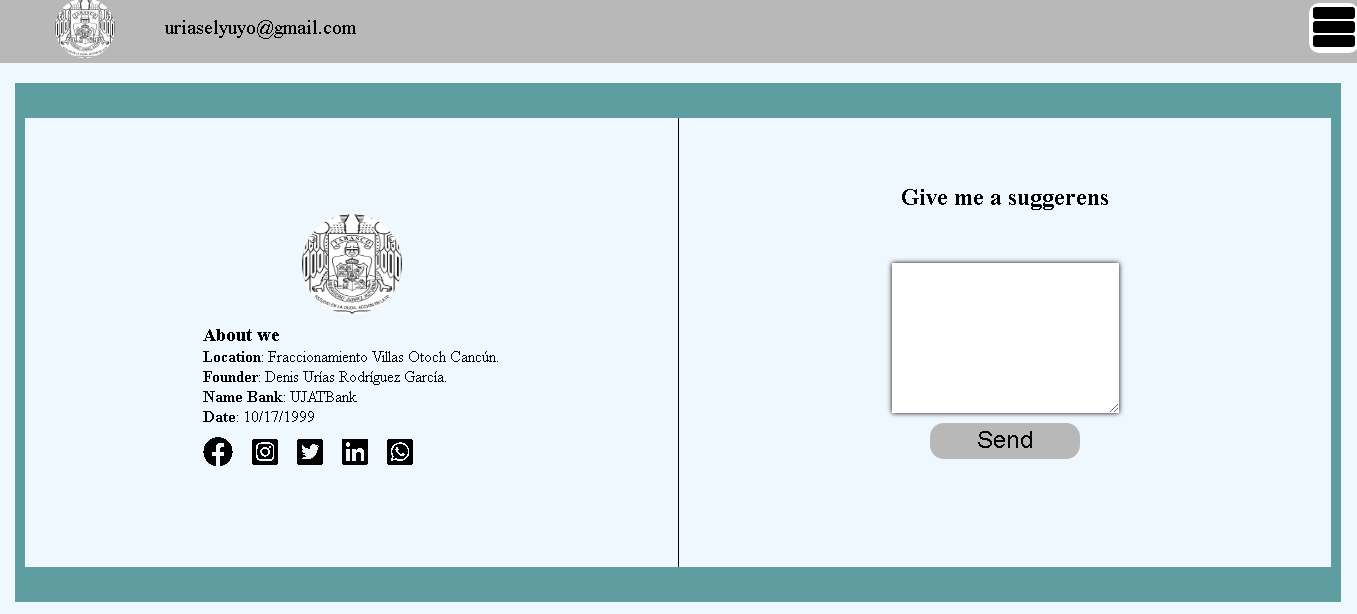 uriaselyuyo@gmail.com
TABASCO
About we
Location: Fraccionamiento Villas Otoch Cancún.
Founder: Denis Urías Rodríguez García.
Name Bank: UJATBank
Date: 10/17/1999
Give me a suggerens
Send